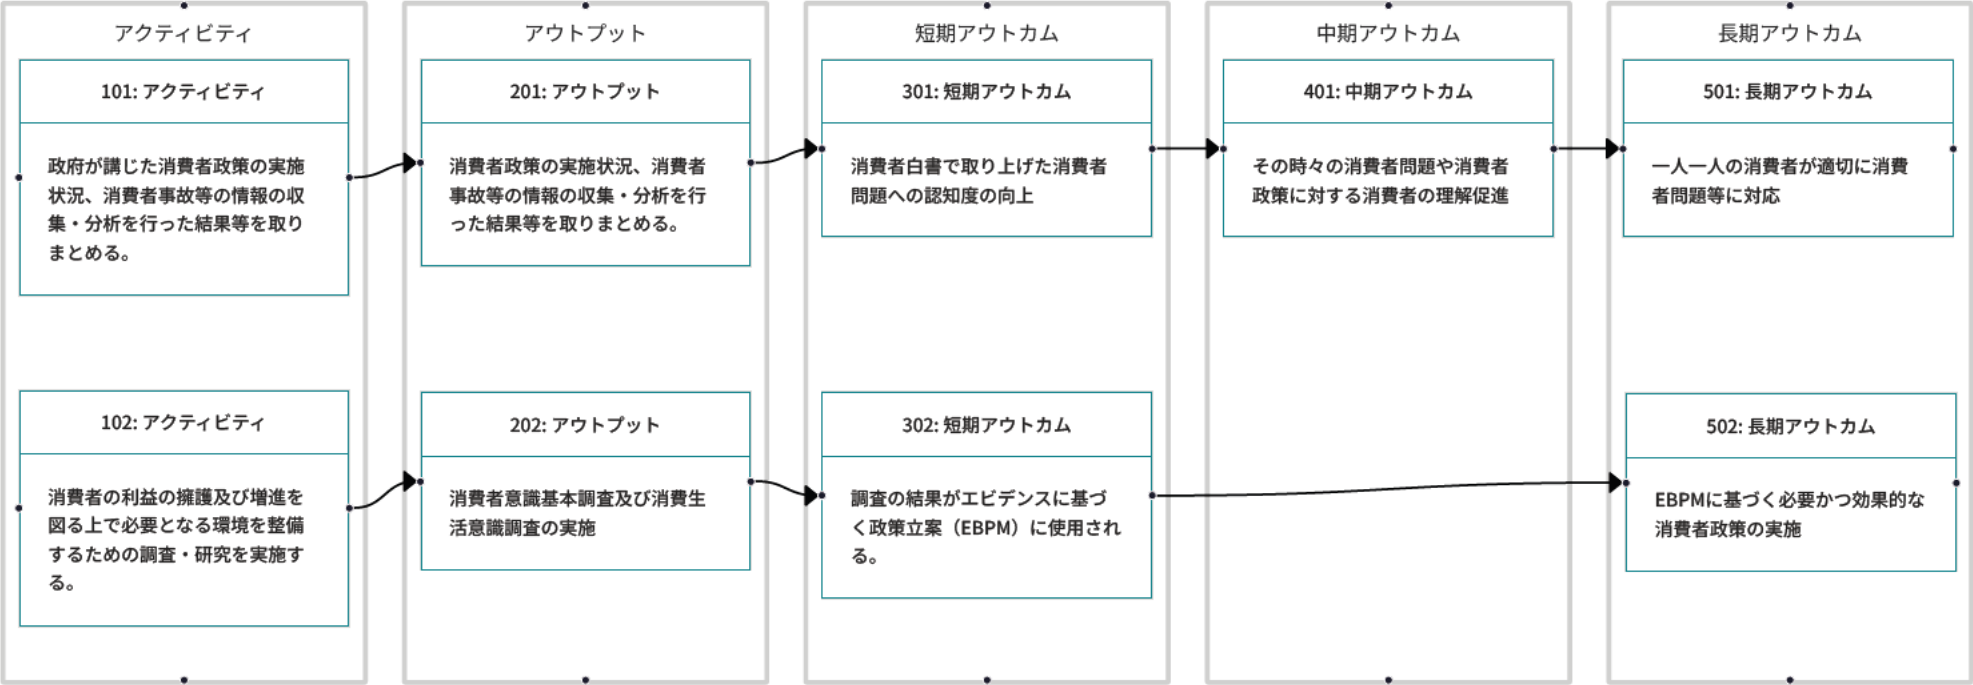 アクティビティ
アウトプット
短期アウトカム
中期アウトカム
長期アウトカム
101: アクティビティ
政府が講じた消費者政策の実施
状況、消費者事故等の情報の収
集・分析を行った結果等を取り
まとめる。
201: アウトプット
消費者政策の実施状況、消費者
事故等の情報の収集・分析を行
った結果等を取りまとめる。
301: 短期アウトカム
消費者白書で取り上げた消費者
問題への認知度の向上
401: 中期アウトカム
その時々の消費者問題や消費者
政策に対する消費者の理解促進
501: 長期アウトカム
一人一人の消費者が適切に消費
者問題等に対応
102: アクティビティ
消費者の利益の擁護及び増進を
図る上で必要となる環境を整備
するための調査・研究を実施す
る。
202: アウトプット
消費者意識基本調査及び消費生
活意識調査の実施
302: 短期アウトカム
調査の結果がエビデンスに基づ
く政策立案（EBPM）に使用され
る。
502: 長期アウトカム
EBPMに基づく必要かつ効果的な
消費者政策の実施